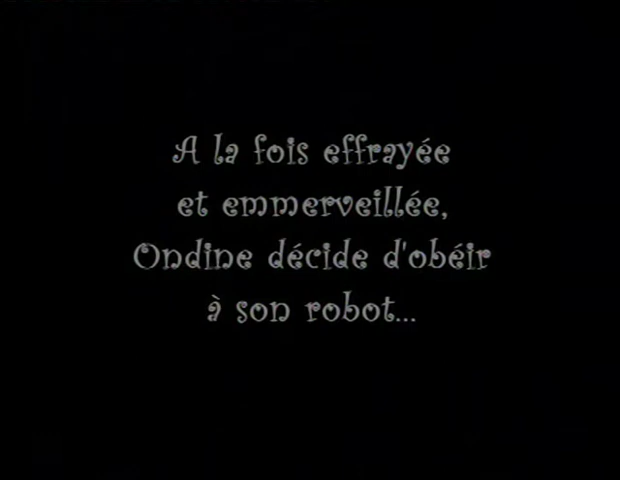 A la fois effrayée
et emmerveillée,
Ondine décide d'obéir
à son robot...